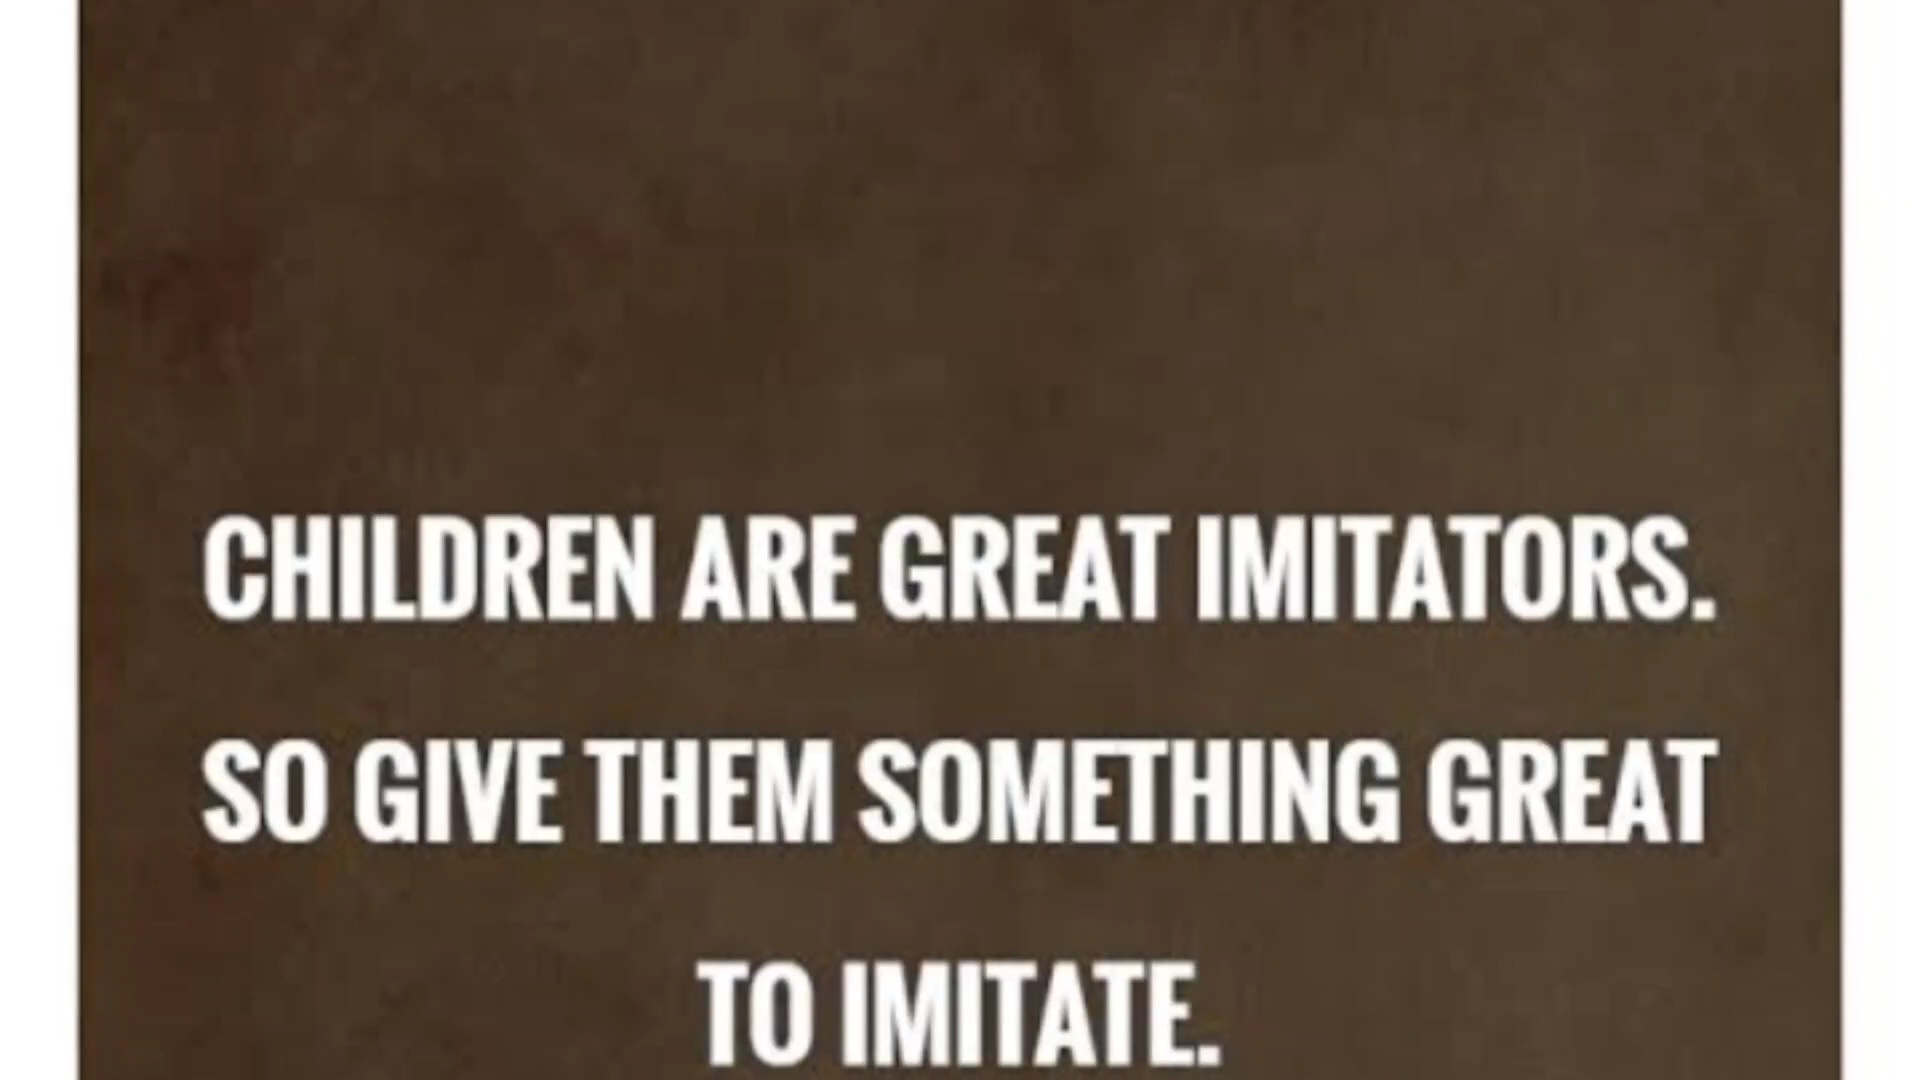 CHILDREN ARE GREAT IMITATORS.
SO GIVE THEM SOMETHING GREAT
TO IMITATE.